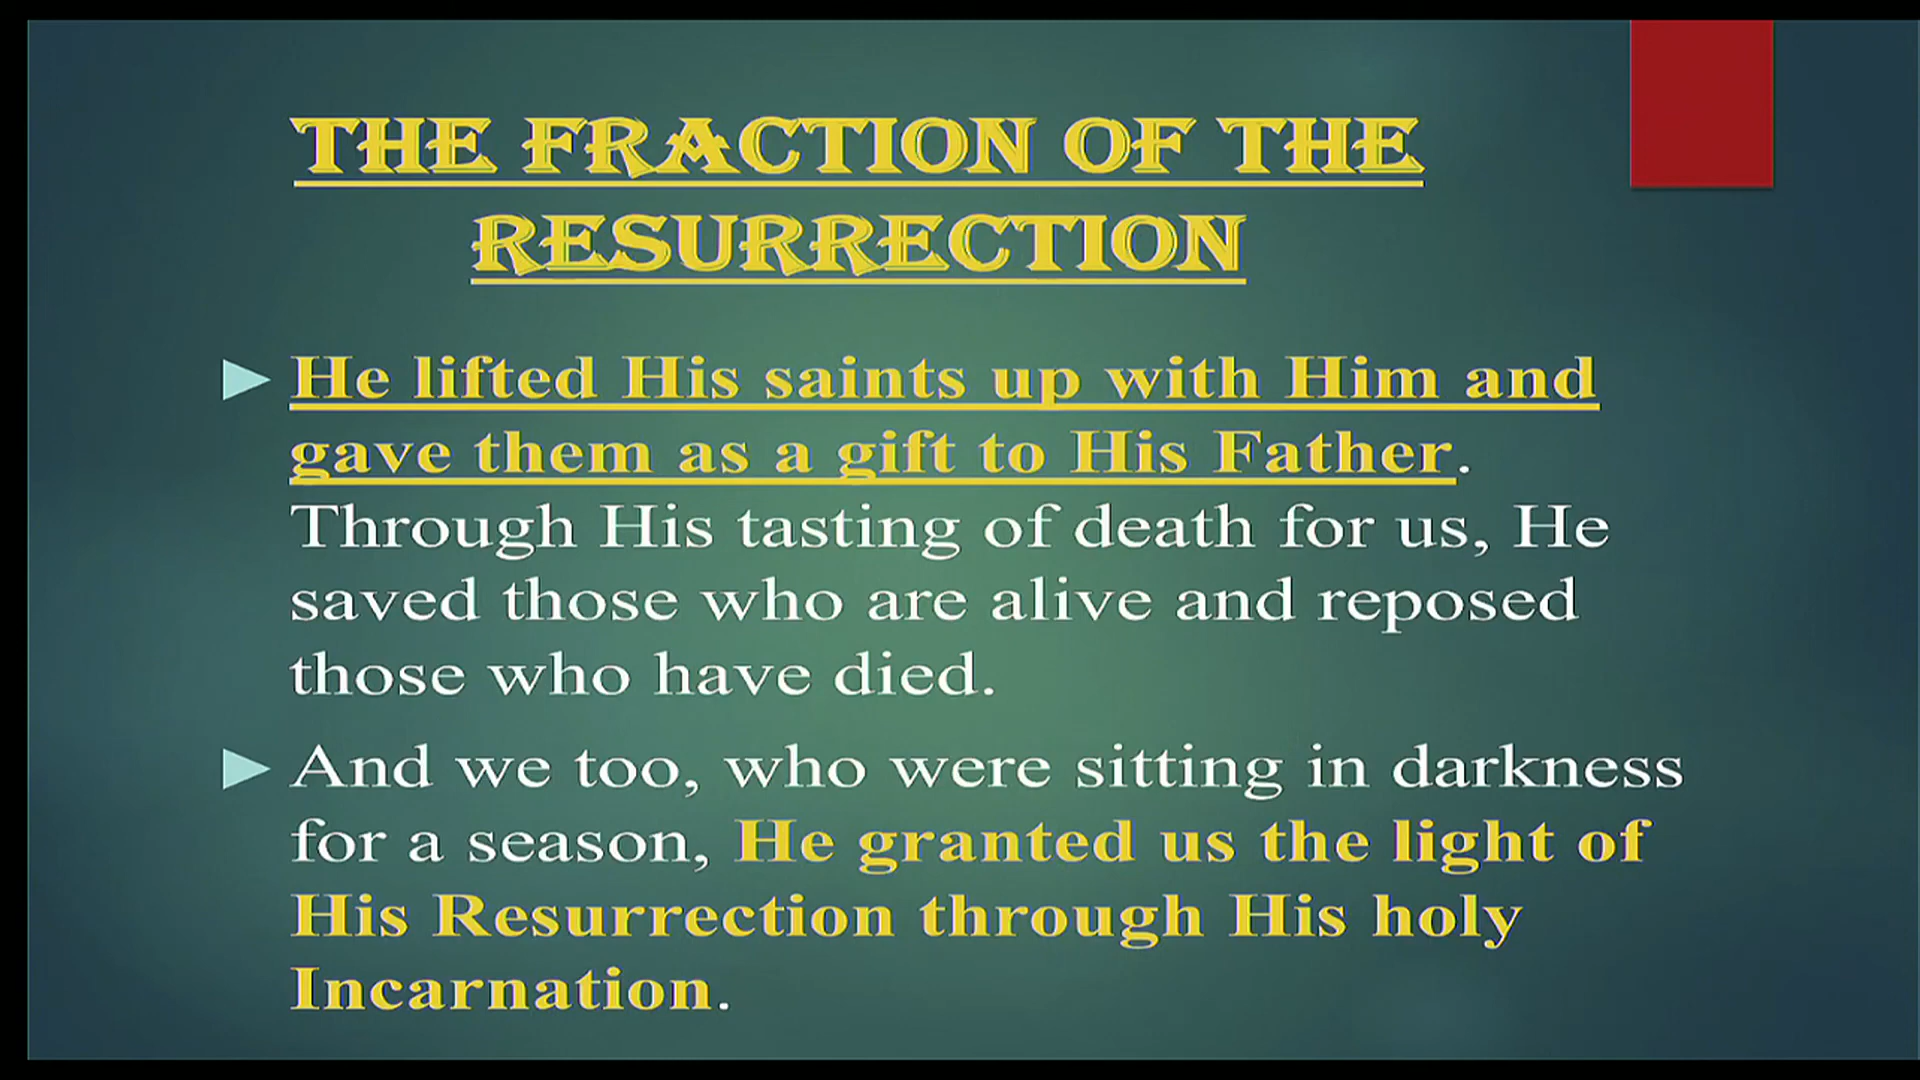 THE FRACTION OF THE
RESURRECTION
He lifted His saints up with Him and
gave them as a gift to His Father.
Through His tasting of death for us, He
saved those who are alive and reposed
those who have died.
And we too, who were sitting in darkness
for a season, He granted us the light of
His Resurrection through His holy
Incarnation.